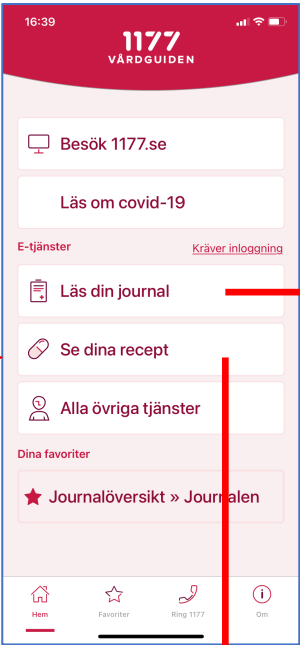 16:39
1177
VÅRDGUIDEN
Besök 1177.se
Läs om covid-19
E-tjänster
Kräver inloggning
Läs din journal
Se dina recept
Alla övriga tjänster
Dina favoriter
Journalöversikt » Journalen
Hem
Favoriter
Ring 1177
Om